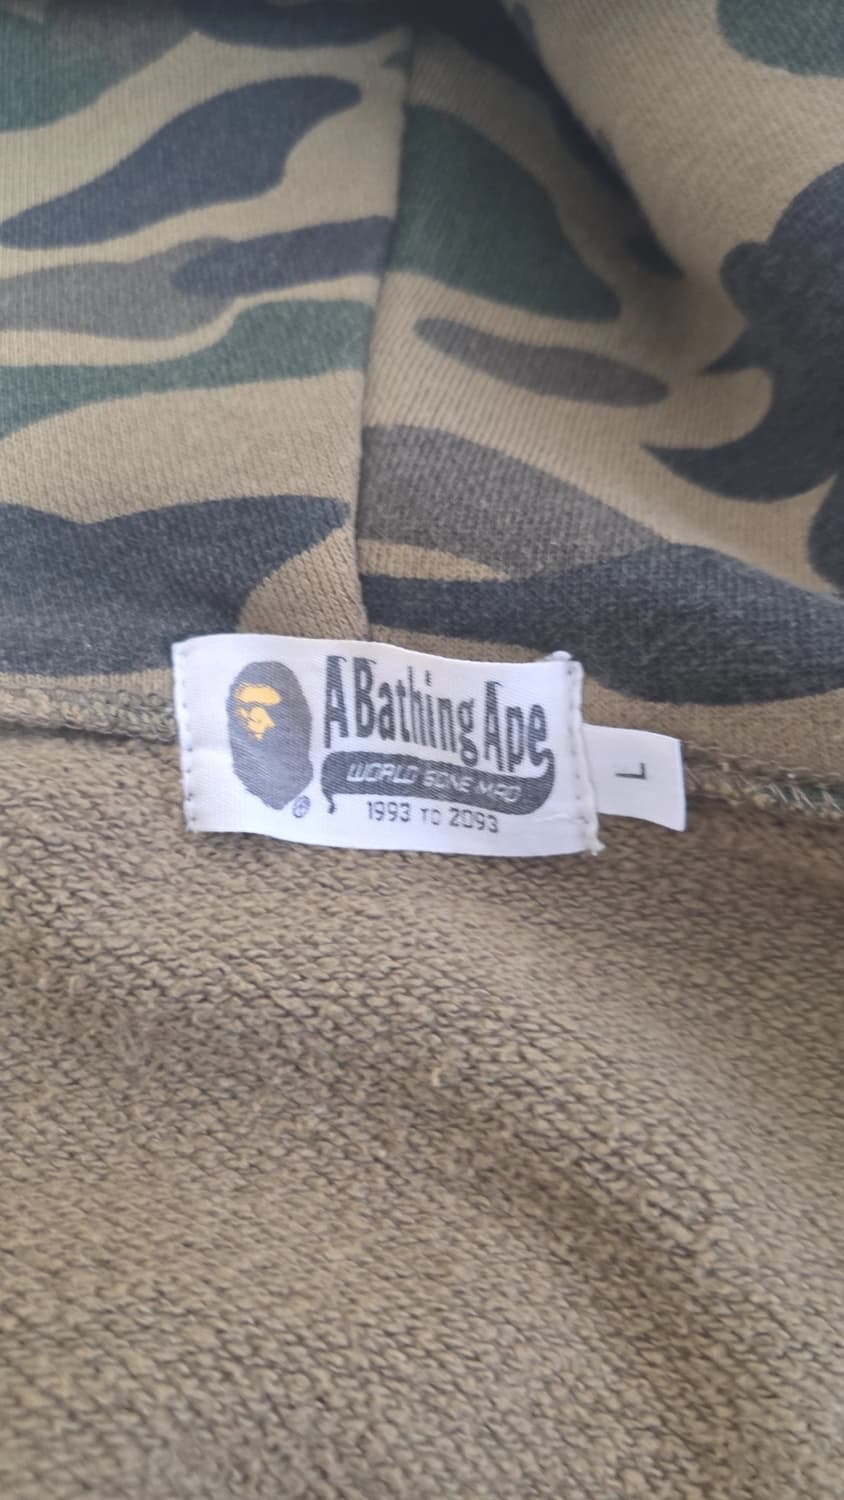 A Bathing Ape
WORLD GONE MAD
1993 TO 2093
L
®